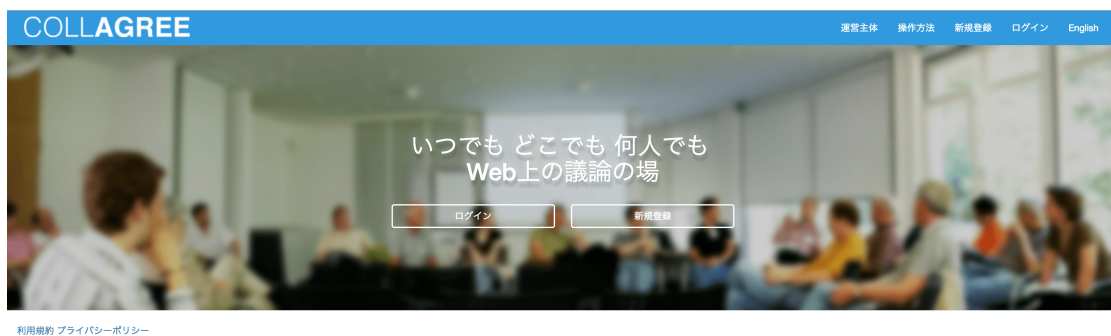 COLLAGREE
運営主体 操作方法 新規登録 ログイン English
いつでも どこでも 何人でも
Web上の議論の場
ログイン 新規登録
利用規約 プライバシーポリシー